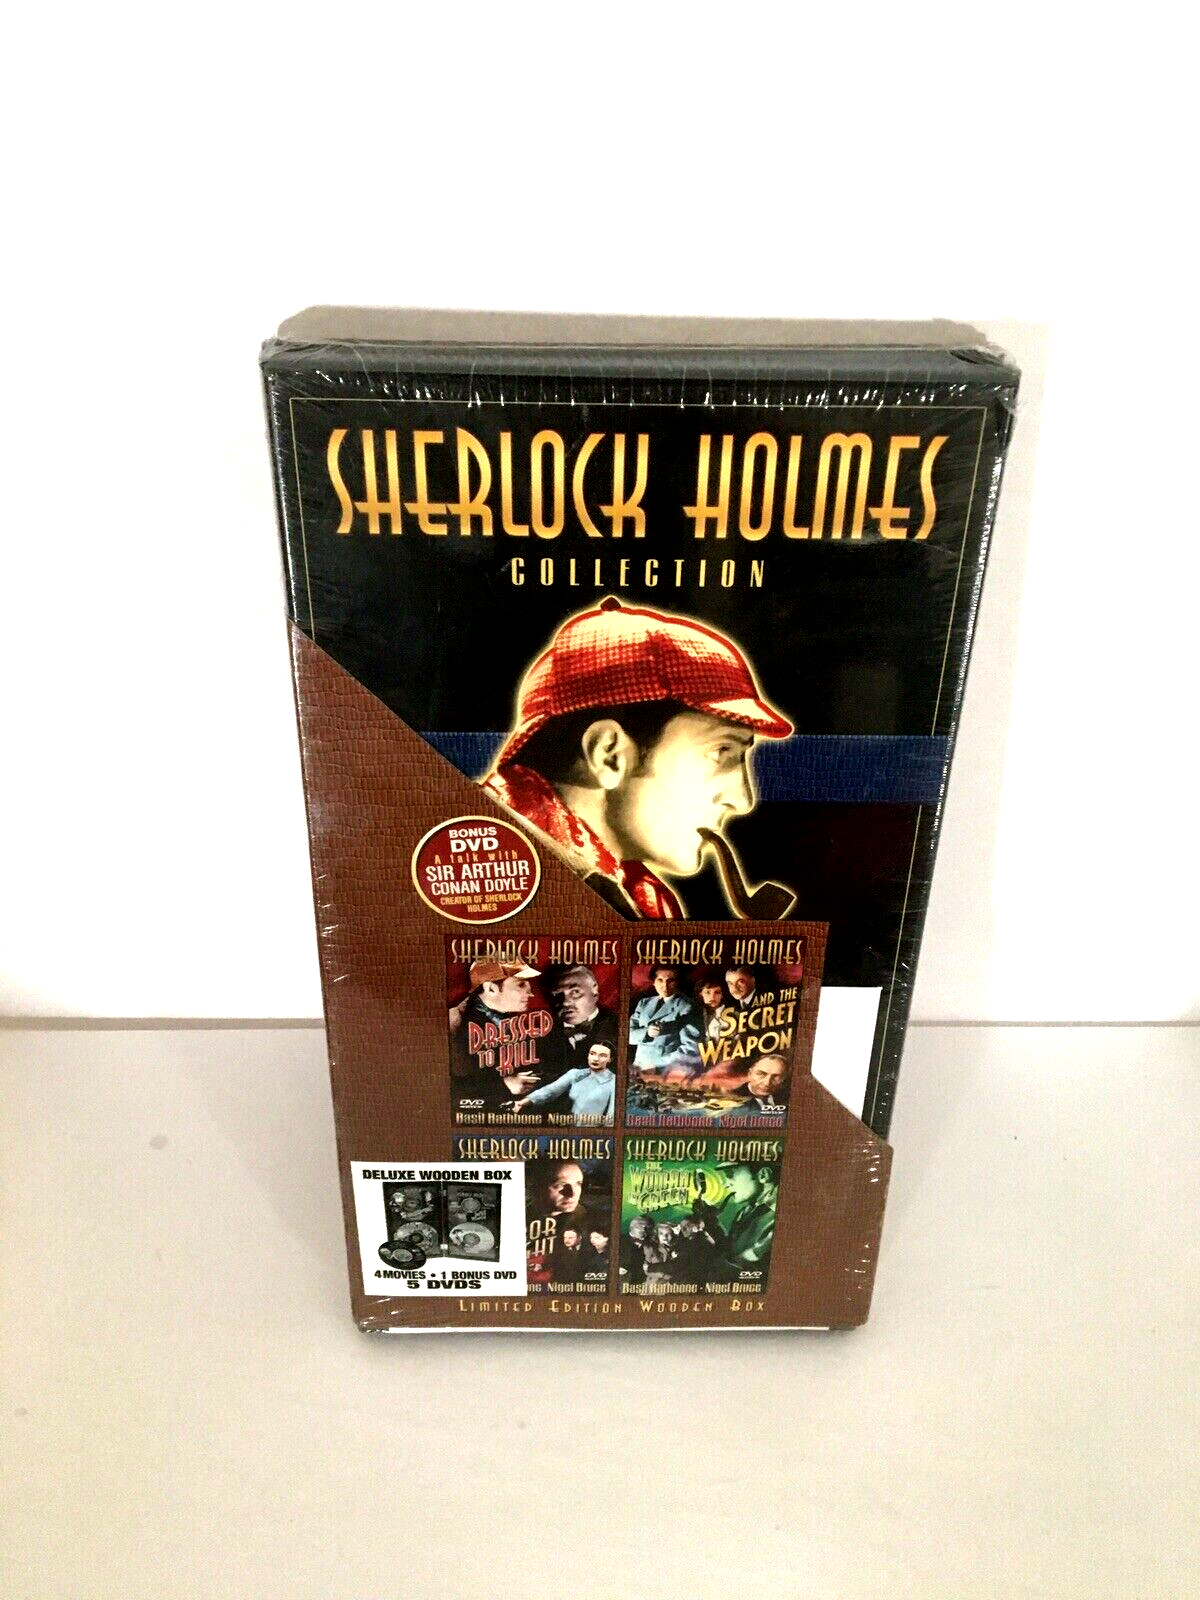 SHERLOCK HOLMES
COLLECTION
BONUS
DVD
A talk with
SIR ARTHUR
CONAN DOYLE
CREATOR OF SHERLOCK
HOLMES
SHERLOCK HOLMES
DRESSED
TO KILL
DVD
Basil Rathbone Nigel Bruce
SHERLOCK HOLMES
AND THE
SECRET
WEAPON
DVD
Basil Rathbone · Nigel Bruce
SHERLOCK HOLMES
OR
GHT
DVD
ne Nigel Bruce
SHERLOCK HOLMES
THE
WOMAN
IN GREEN
DVD
Basil Rathbone · Nigel Bruce
DELUXE WOODEN BOX
4 MOVIES • 1 BONUS DVD
5 DVDS
LIMITED EDITION WOODEN BOX